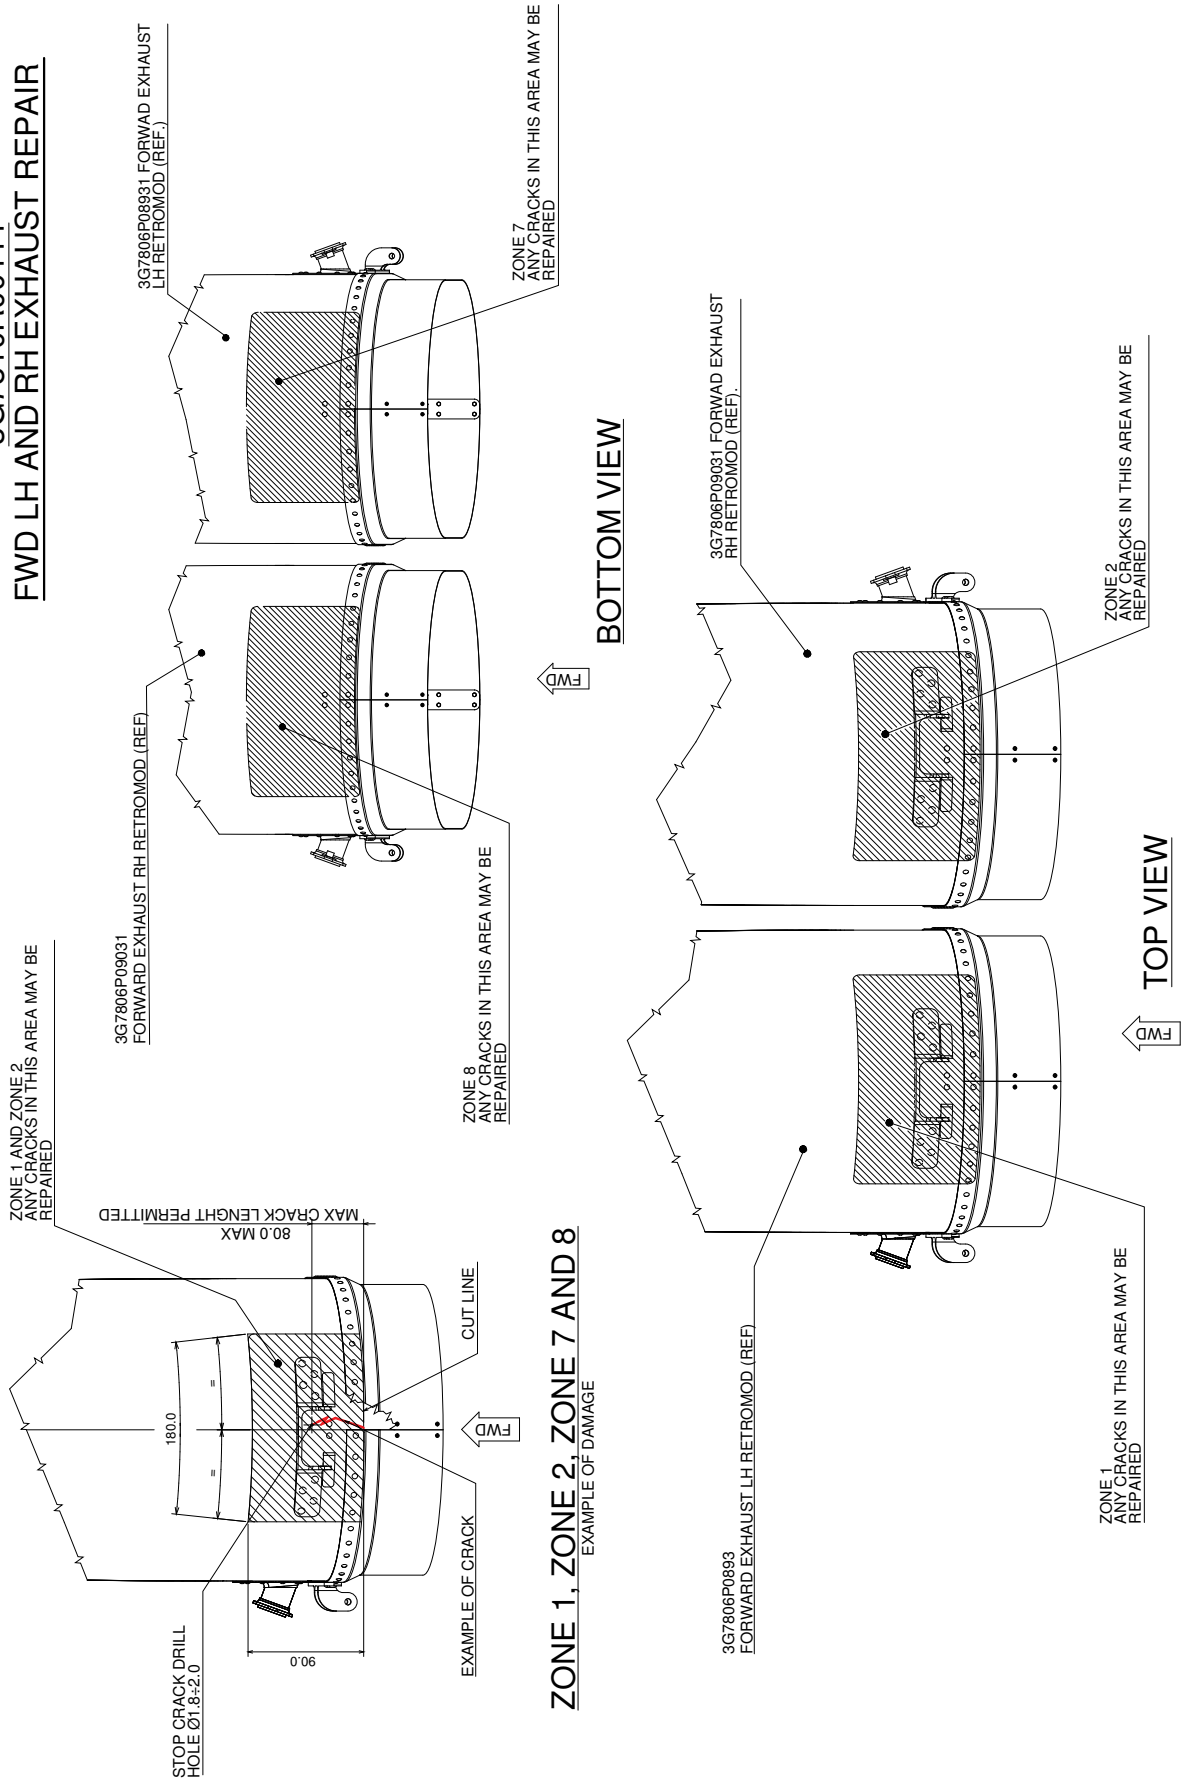 FWD LH AND RH EXHAUST REPAIR
ZONE 1 AND ZONE 2
ANY CRACKS IN THIS AREA MAY BE
REPAIRED
STOP CRACK DRILL
HOLE Ø1.8÷2.0
180.0
=
=
90.0
80.0 MAX
MAX CRACK LENGHT PERMITTED
CUT LINE
EXAMPLE OF CRACK
FWD
ZONE 1, ZONE 2, ZONE 7 AND 8
EXAMPLE OF DAMAGE
3G7806P09031
FORWARD EXHAUST RH RETROMOD (REF)
3G7806P08931 FORWAD EXHAUST
LH RETROMOD (REF.)
ZONE 8
ANY CRACKS IN THIS AREA MAY BE
REPAIRED
ZONE 7
ANY CRACKS IN THIS AREA MAY BE
REPAIRED
FWD
BOTTOM VIEW
3G7806P0893
FORWARD EXHAUST LH RETROMOD (REF)
3G7806P09031 FORWAD EXHAUST
RH RETROMOD (REF).
ZONE 1
ANY CRACKS IN THIS AREA MAY BE
REPAIRED
ZONE 2
ANY CRACKS IN THIS AREA MAY BE
REPAIRED
FWD
TOP VIEW